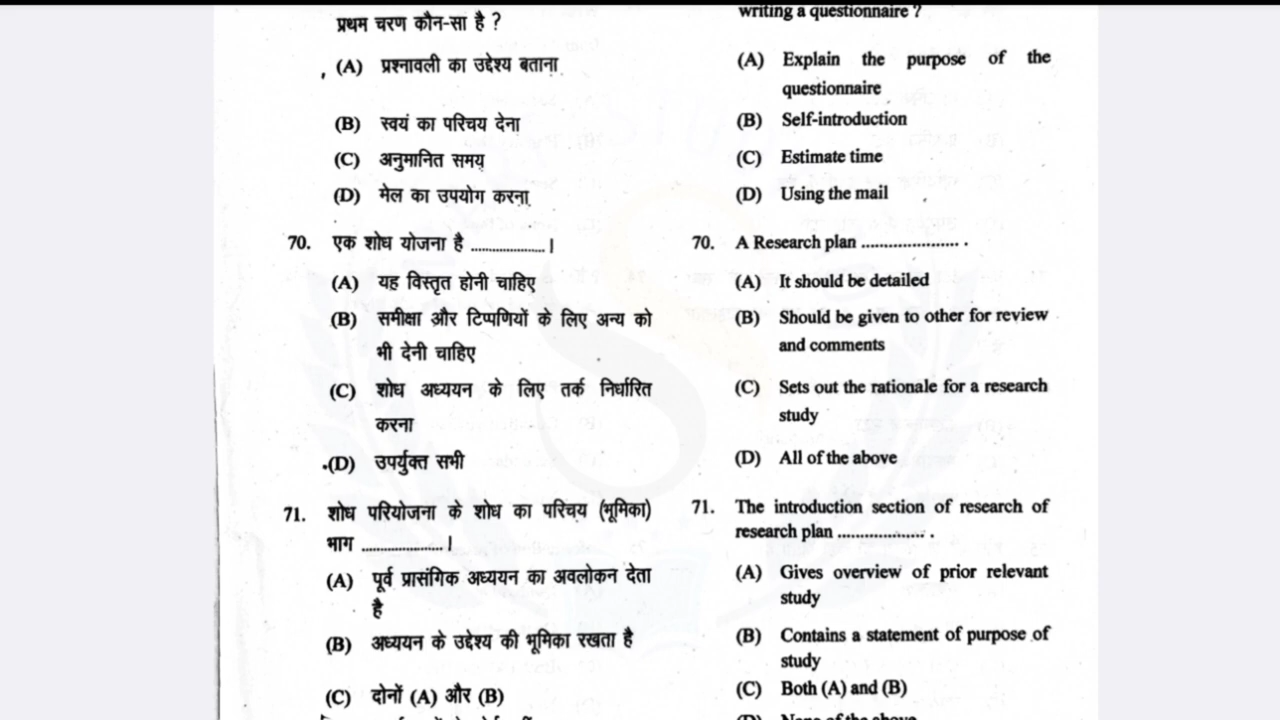 प्रथम चरण कौन-सा है ?
(A) प्रश्नावली का उद्देश्य बताना
(B) स्वयं का परिचय देना
(C) अनुमानित समय
(D) मेल का उपयोग करना
70. एक शोध योजना है ..................... ।
(A) यह विस्तृत होनी चाहिए
(B) समीक्षा और टिप्पणियों के लिए अन्य को
भी देनी चाहिए
(C) शोध अध्ययन के लिए तर्क निर्धारित
करना
(D) उपर्युक्त सभी
71. शोध परियोजना के शोध का परिचय (भूमिका)
भाग ..................... ।
(A) पूर्व प्रासंगिक अध्ययन का अवलोकन देता
है
(B) अध्ययन के उद्देश्य की भूमिका रखता है
(C) दोनों (A) और (B)
writing a questionnaire ?
(A) Explain the purpose of the
questionnaire
(B) Self-introduction
(C) Estimate time
(D) Using the mail
70. A Research plan ...................... .
(A) It should be detailed
(B) Should be given to other for review
and comments
(C) Sets out the rationale for a research
study
(D) All of the above
71. The introduction section of research of
research plan .................... .
(A) Gives overview of prior relevant
study
(B) Contains a statement of purpose of
study
(C) Both (A) and (B)
(D) None of the above